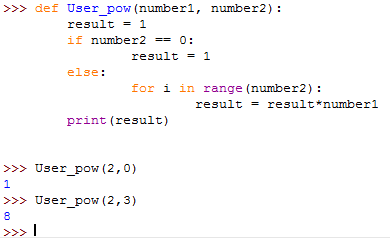 >>> def User_pow(number1, number2):
        result = 1
        if number2 == 0:
                result = 1
        else:
                for i in range(number2):
                        result = result*number1
        print(result)
>>> User_pow(2,0)
1
>>> User_pow(2,3)
8
>>>